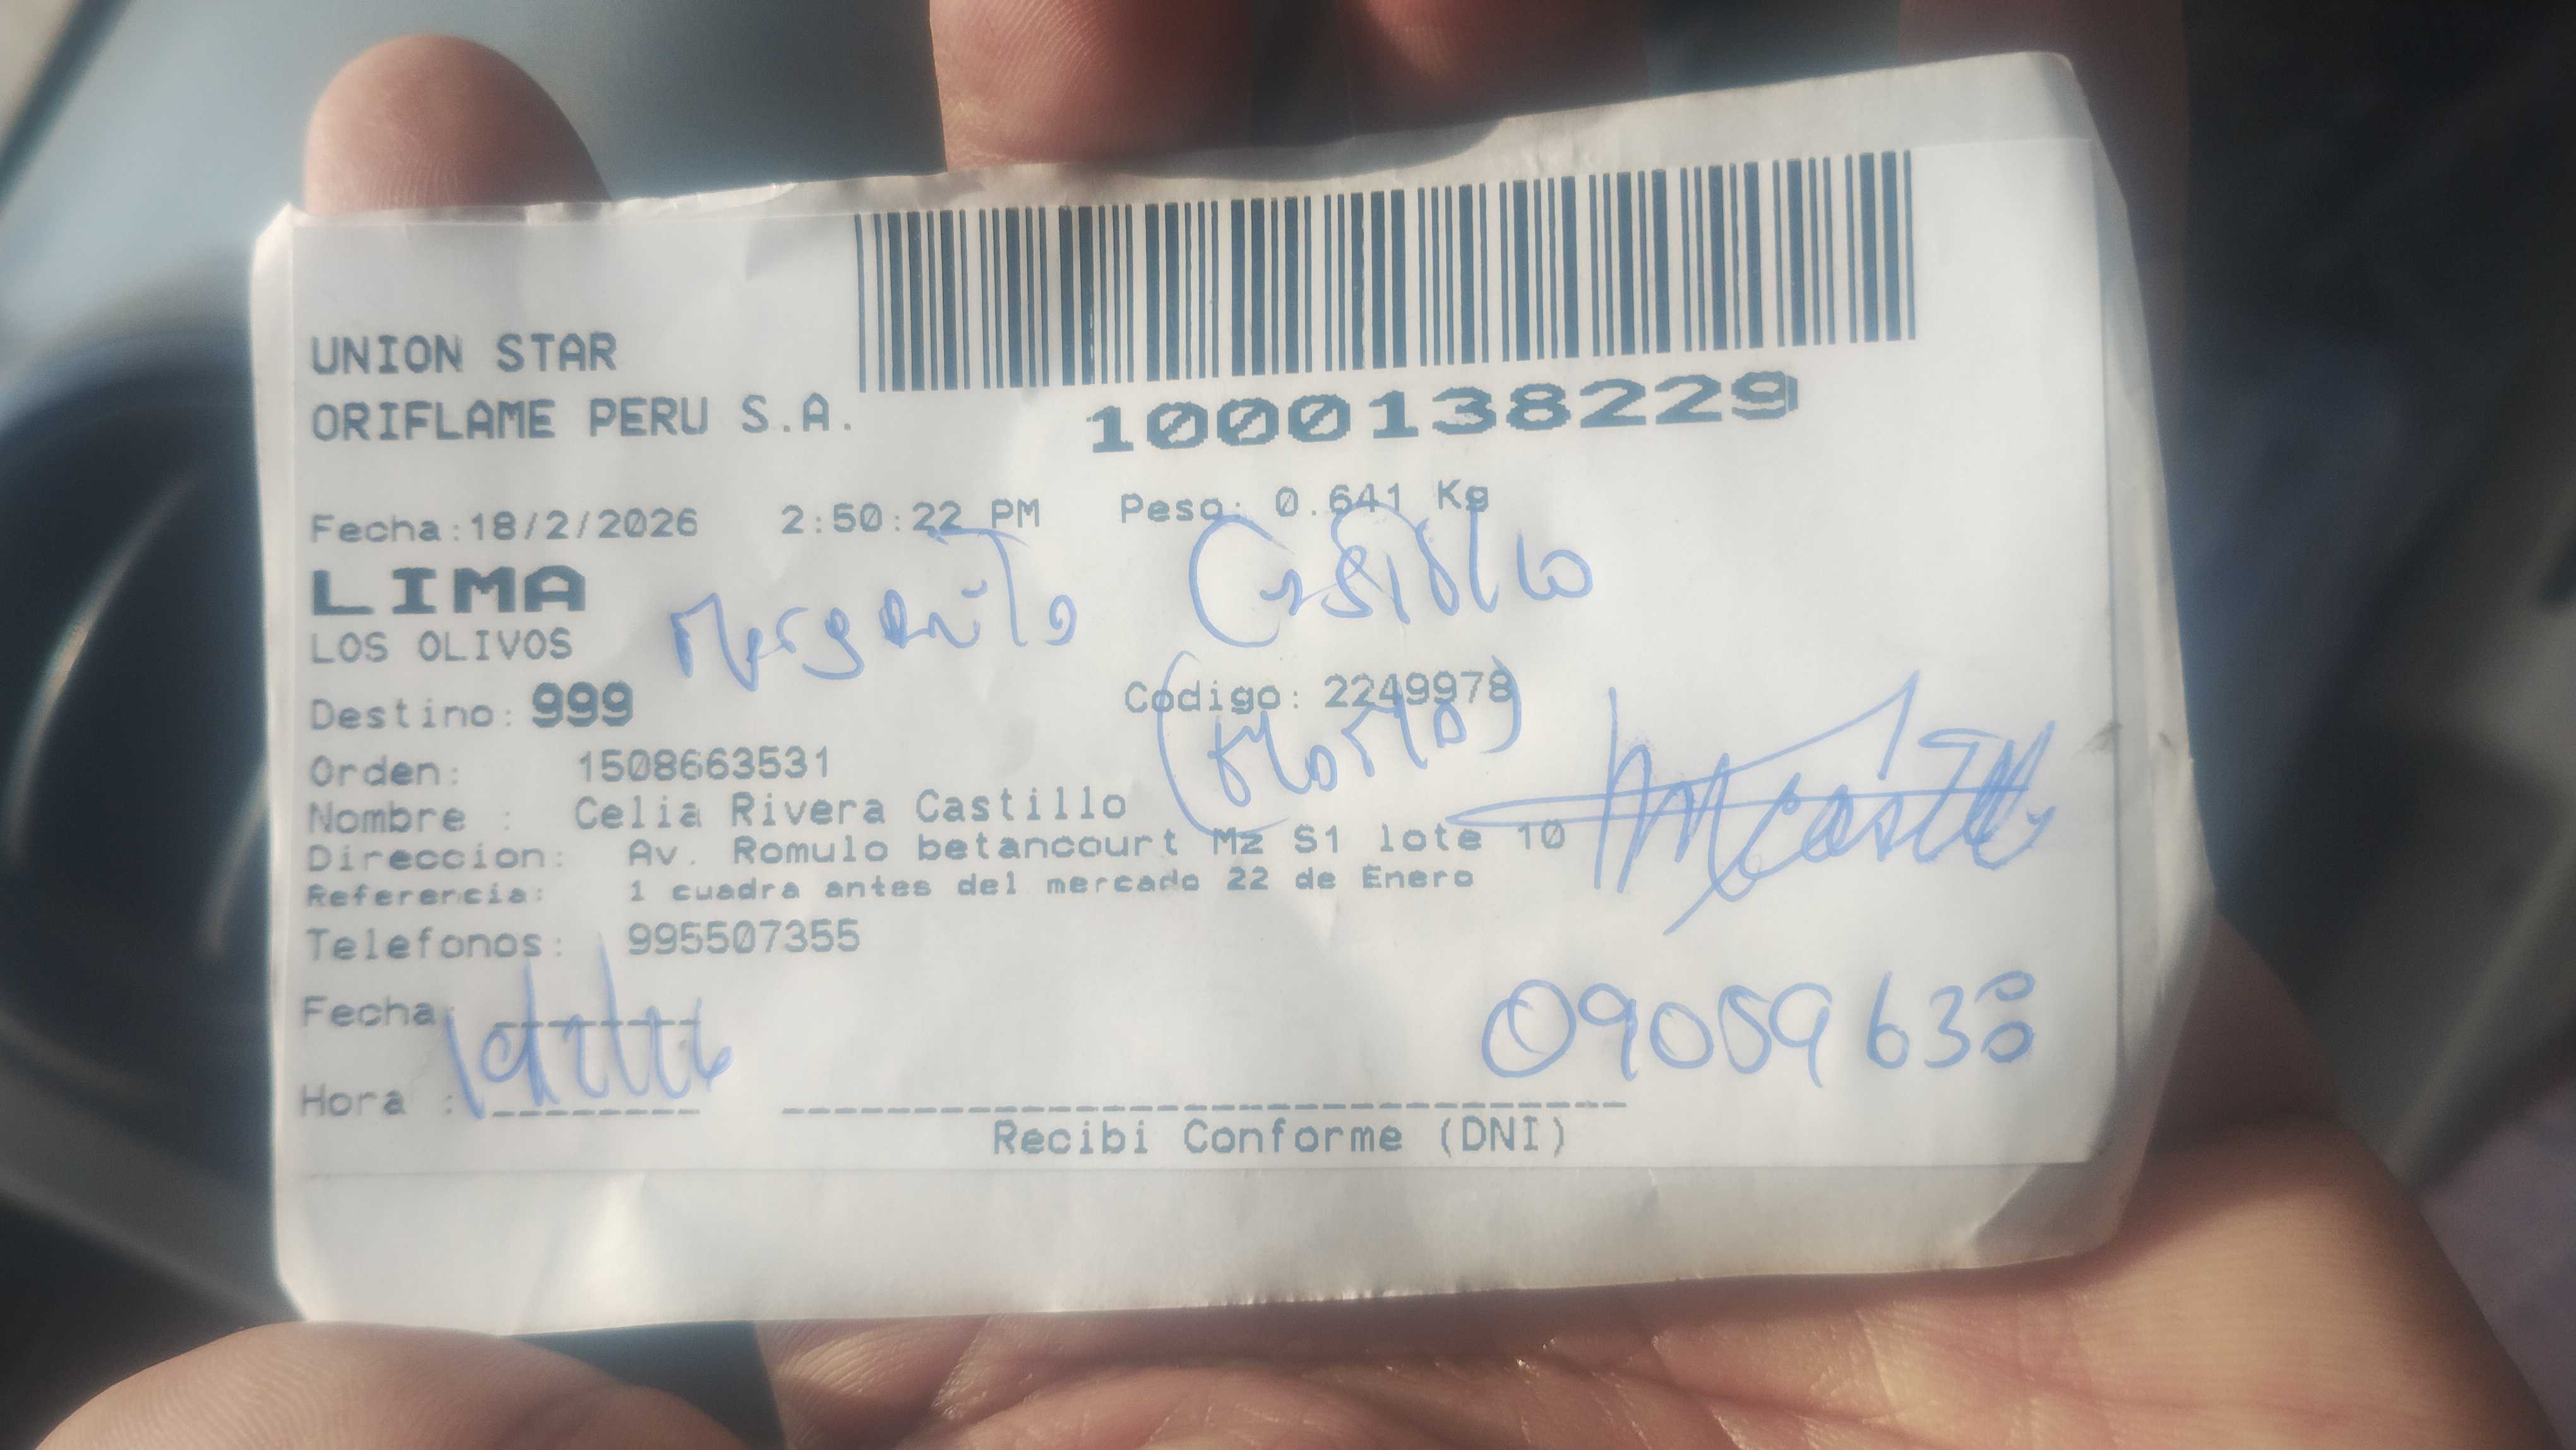 UNION STAR
ORIFLAME PERU S.A.
1000138229
Fecha:18/2/2026 2:50:22 PM Peso: 0.641 Kg
LIMA
Margarita Castillo
LOS OLIVOS
Destino: 999 Codigo: 2249978
Orden: 1508663531
Nombre : Celia Rivera Castillo
Direccion: Av. Romulo betancourt Mz S1 lote 10
Referencia: 1 cuadra antes del mercado 22 de Enero
Telefonos: 995507355
Fecha:
Hora :
Recibi Conforme (DNI)